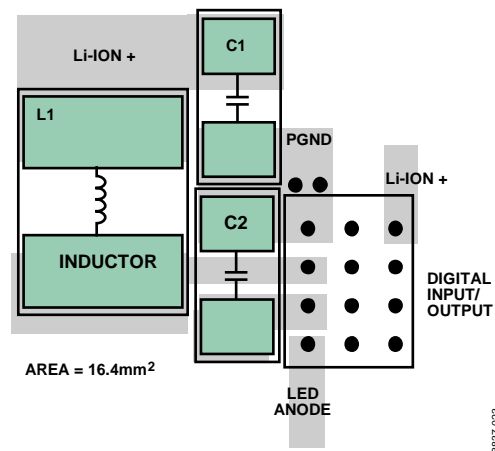 Li-ION +
C1
L1
PGND
Li-ION +
C2
INDUCTOR
DIGITAL
INPUT/
OUTPUT
AREA = 16.4mm²
LED
ANODE